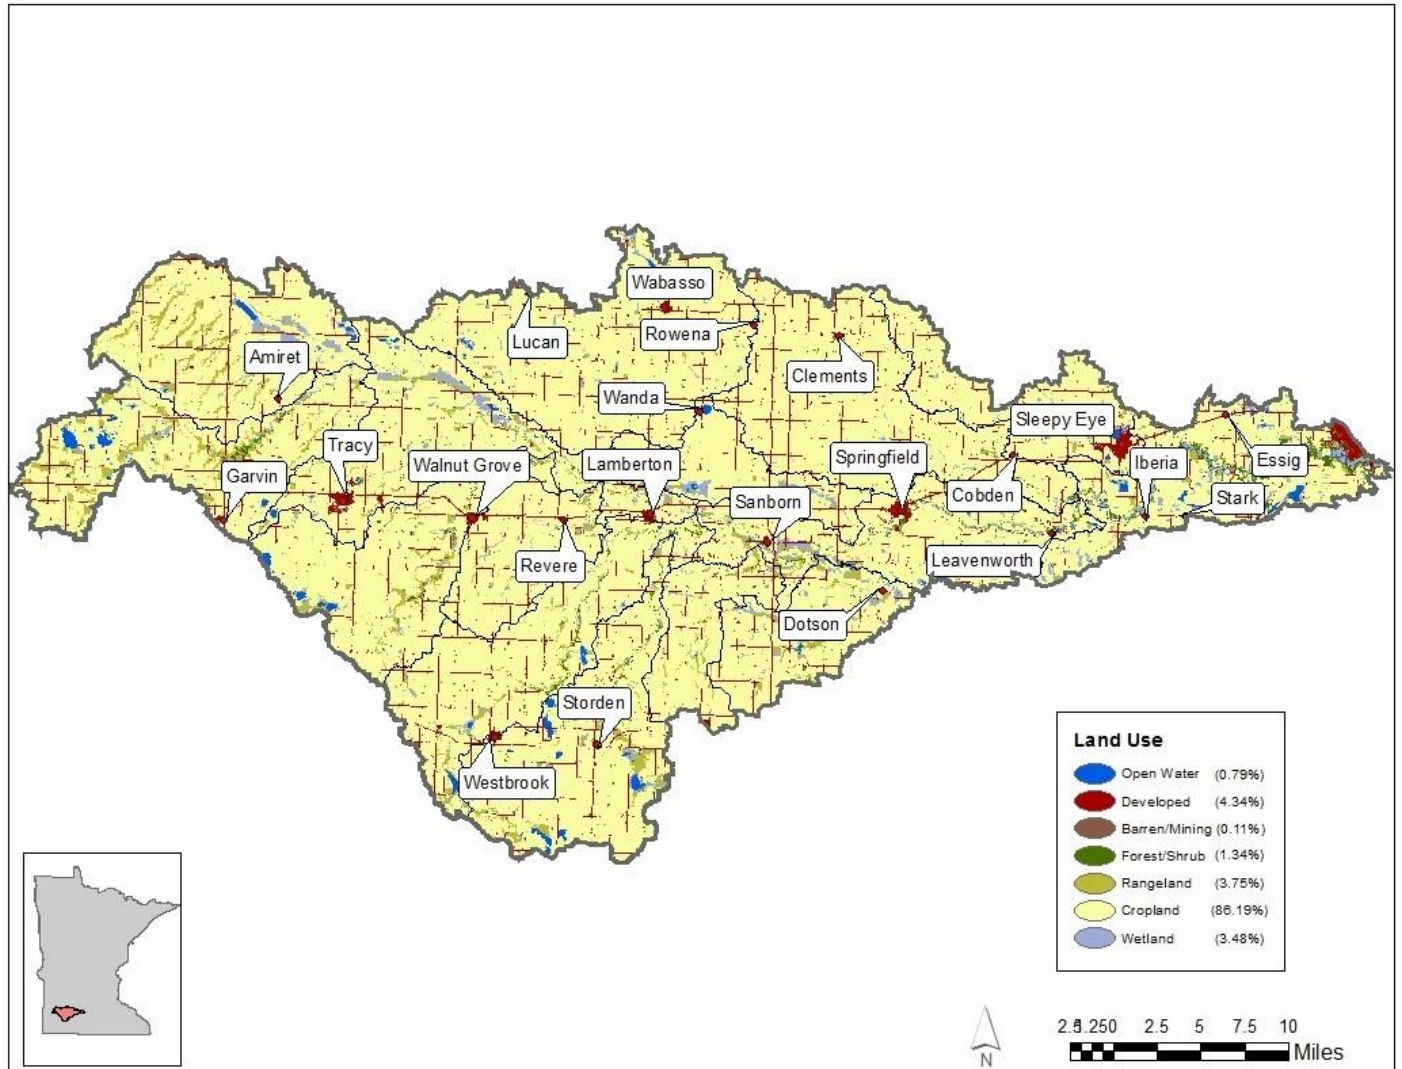 Wabasso
Rowena
Lucan
Amiret
Clements
Wanda
Sleepy Eye
Tracy
Walnut Grove
Lamberton
Springfield
Iberia
Essig
Garvin
Sanborn
Cobden
Stark
Revere
Leavenworth
Dotson
Storden
Westbrook
Land Use
Open Water (0.79%)
Developed (4.34%)
Barren/Mining (0.11%)
Forest/Shrub (1.34%)
Rangeland (3.75%)
Cropland (86.19%)
Wetland (3.48%)
2.5 1.25 0 2.5 5 7.5 10
Miles
N